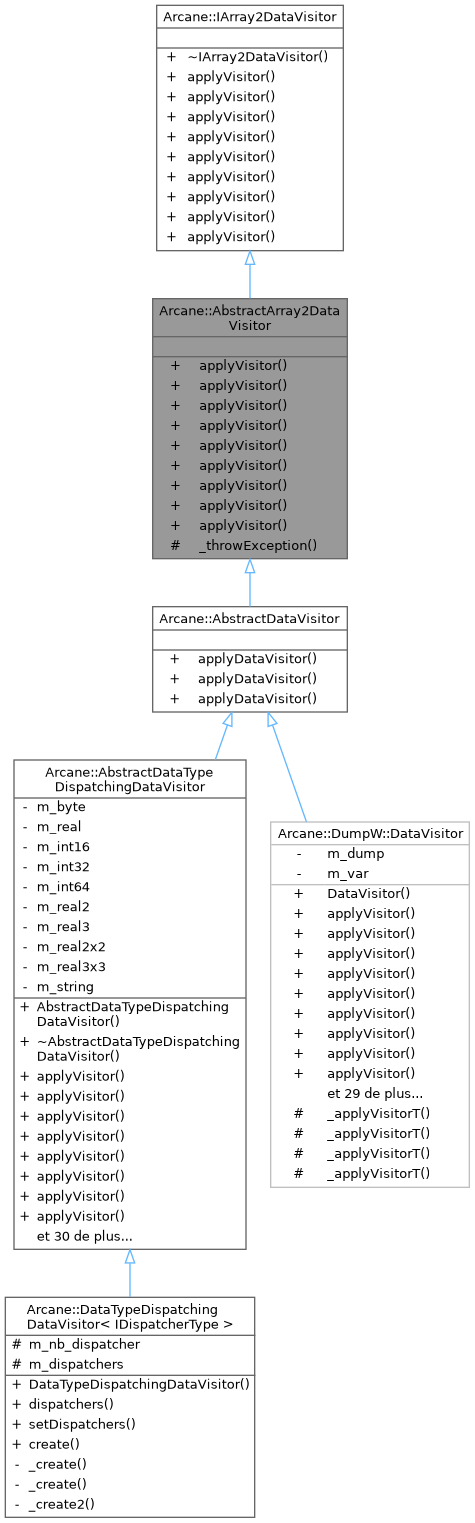 Arcane::IArray2DataVisitor
+ ~IArray2DataVisitor()
+ applyVisitor()
+ applyVisitor()
+ applyVisitor()
+ applyVisitor()
+ applyVisitor()
+ applyVisitor()
+ applyVisitor()
+ applyVisitor()
+ applyVisitor()
Arcane::AbstractArray2Data
Visitor
+ applyVisitor()
+ applyVisitor()
+ applyVisitor()
+ applyVisitor()
+ applyVisitor()
+ applyVisitor()
+ applyVisitor()
+ applyVisitor()
+ applyVisitor()
# _throwException()
Arcane::AbstractDataVisitor
+ applyDataVisitor()
+ applyDataVisitor()
+ applyDataVisitor()
Arcane::AbstractDataType
DispatchingDataVisitor
- m_byte
- m_real
- m_int16
- m_int32
- m_int64
- m_real2
- m_real3
- m_real2x2
- m_real3x3
- m_string
+ AbstractDataTypeDispatching
DataVisitor()
+ ~AbstractDataTypeDispatching
DataVisitor()
+ applyVisitor()
+ applyVisitor()
+ applyVisitor()
+ applyVisitor()
+ applyVisitor()
+ applyVisitor()
+ applyVisitor()
+ applyVisitor()
et 30 de plus...
Arcane::DumpW::DataVisitor
- m_dump
- m_var
+ DataVisitor()
+ applyVisitor()
+ applyVisitor()
+ applyVisitor()
+ applyVisitor()
+ applyVisitor()
+ applyVisitor()
+ applyVisitor()
+ applyVisitor()
+ applyVisitor()
et 29 de plus...
# _applyVisitorT()
# _applyVisitorT()
# _applyVisitorT()
# _applyVisitorT()
Arcane::DataTypeDispatching
DataVisitor< IDispatcherType >
# m_nb_dispatcher
# m_dispatchers
+ DataTypeDispatchingDataVisitor()
+ dispatchers()
+ setDispatchers()
+ create()
- _create()
- _create()
- _create2()